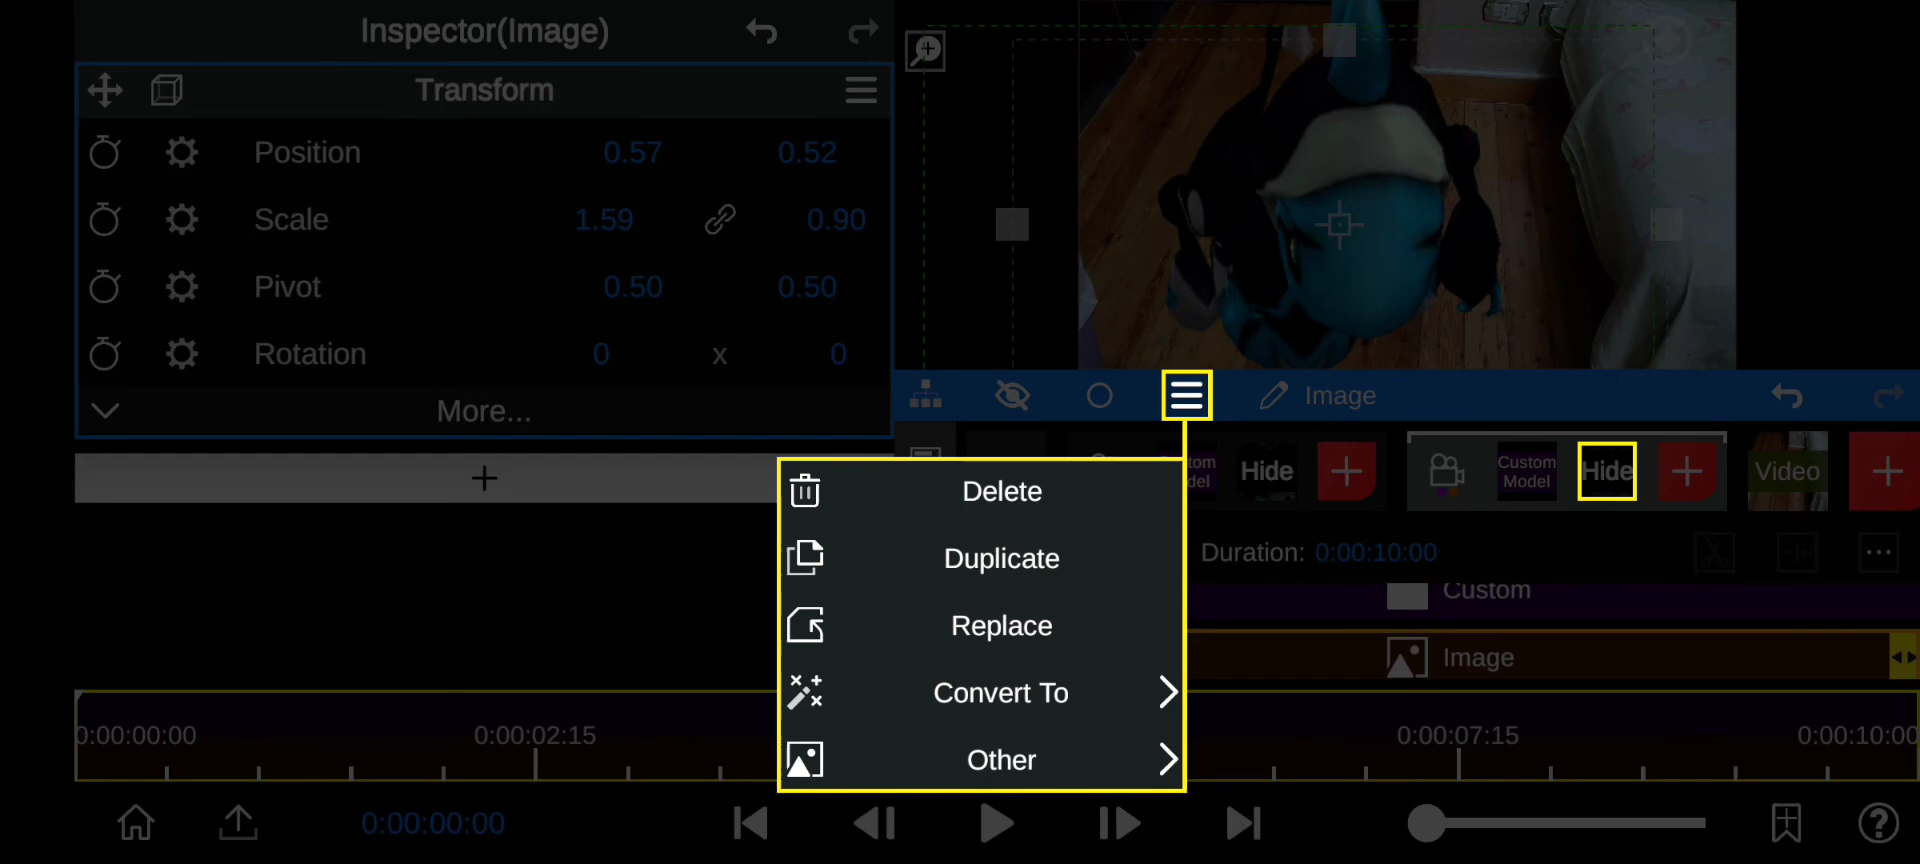 Inspector(Image)
Transform
Position 0.57 0.52
Scale 1.59 0.90
Pivot 0.50 0.50
Rotation 0 x 0
More...
Image
tom
del
Hide
Custom
Model
Hide
Video
Delete
Duplicate
Replace
Convert To
Other
Duration: 0:00:10:00
Custom
Image
0:00:00:00 0:00:02:15 0:00:07:15 0:00:10:00
0:00:00:00